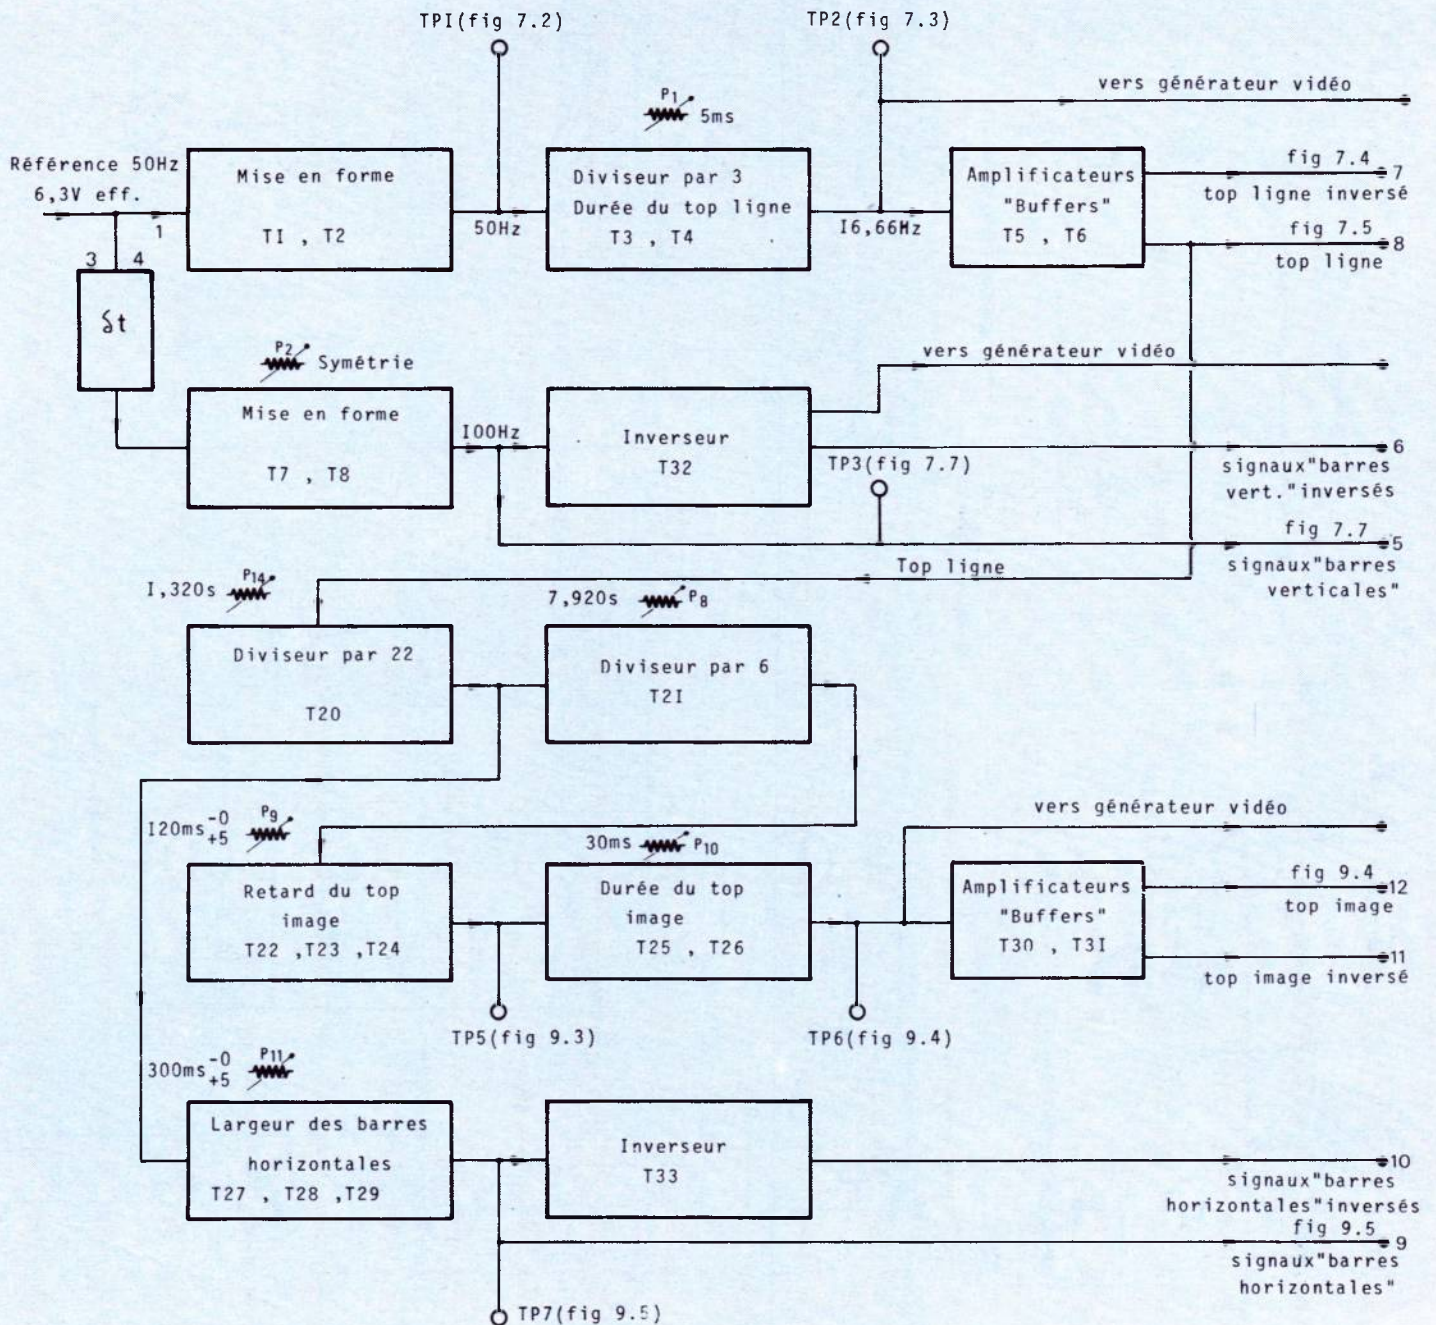 TPI(fig 7.2)
TP2(fig 7.3)
vers générateur vidéo
P1
5ms
Référence 50Hz
6,3V eff.
1
Mise en forme
TI , T2
50Hz
Diviseur par 3
Durée du top ligne
T3 , T4
I6,66Hz
Amplificateurs
"Buffers"
T5 , T6
fig 7.4
7
top ligne inversé
fig 7.5
8
top ligne
3 4
δt
P2 Symétrie
Mise en forme
T7 , T8
I00Hz
Inverseur
T32
vers générateur vidéo
TP3(fig 7.7)
6
signaux"barres
vert."inversés
fig 7.7
5
signaux"barres
verticales"
Top ligne
I,320s P14
7,920s P8
Diviseur par 22
T20
Diviseur par 6
T2I
I20ms -0 +5 P9
30ms P10
vers générateur vidéo
Retard du top
image
T22 ,T23 ,T24
Durée du top
image
T25 , T26
Amplificateurs
"Buffers"
T30 , T3I
fig 9.4
12
top image
11
top image inversé
TP5(fig 9.3)
TP6(fig 9.4)
300ms -0 +5 P11
Largeur des barres
horizontales
T27 , T28 ,T29
Inverseur
T33
10
signaux"barres
horizontales"inversés
fig 9.5
9
signaux"barres
horizontales"
TP7(fig 9.5)